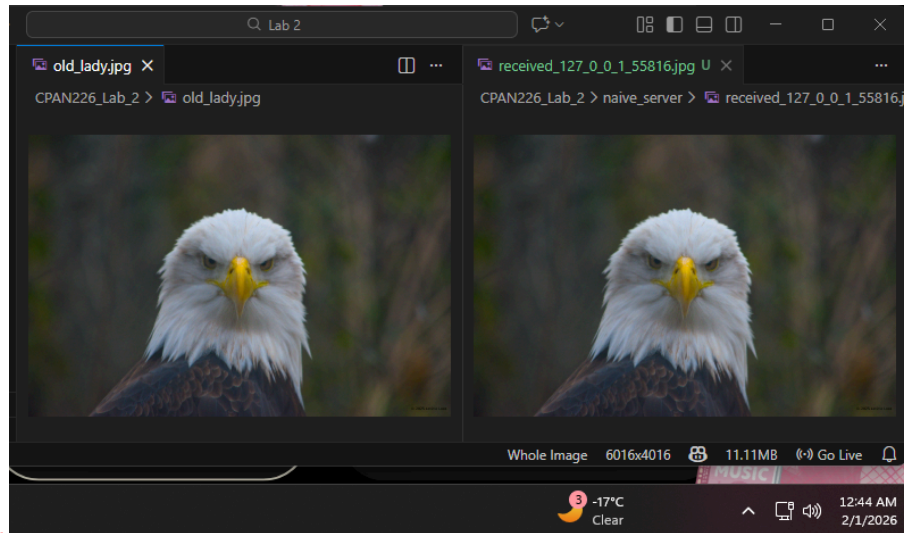 Lab 2
old_lady.jpg
received_127_0_0_1_55816.jpg U
CPAN226_Lab_2 > old_lady.jpg
CPAN226_Lab_2 > naive_server > received_127_0_0_1_55816.j
Whole Image 6016x4016 11.11MB Go Live
MUSIC
3 -17°C
Clear
12:44 AM
2/1/2026